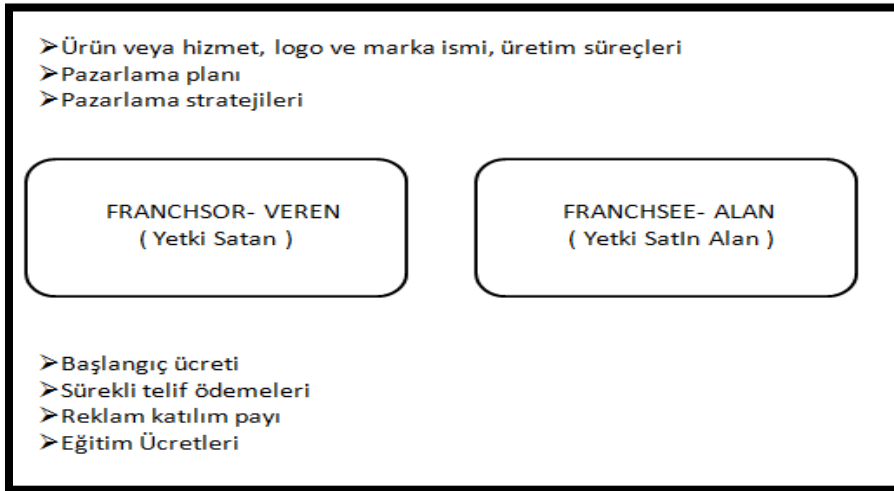 ➢Ürün veya hizmet, logo ve marka ismi, üretim süreçleri
➢Pazarlama planı
➢Pazarlama stratejileri
FRANCHSOR- VEREN
( Yetki Satan )
FRANCHSEE- ALAN
( Yetki SatIn Alan )
➢Başlangıç ücreti
➢Sürekli telif ödemeleri
➢Reklam katılım payı
➢Eğitim Ücretleri